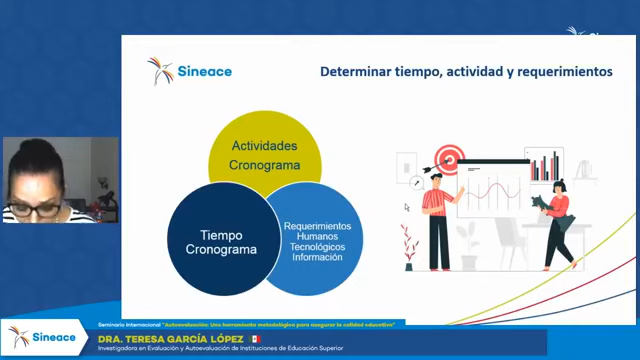 Sineace
Determinar tiempo, actividad y requerimientos
Actividades
Cronograma
Tiempo
Cronograma
Requerimientos
Humanos
Tecnológicos
Información
Seminario Internacional "Autoevaluación: Una herramienta metodológica para asegurar la calidad educativa"
Sineace
DRA. TERESA GARCÍA LÓPEZ
Investigadora en Evaluación y Autoevaluación de Instituciones de Educación Superior